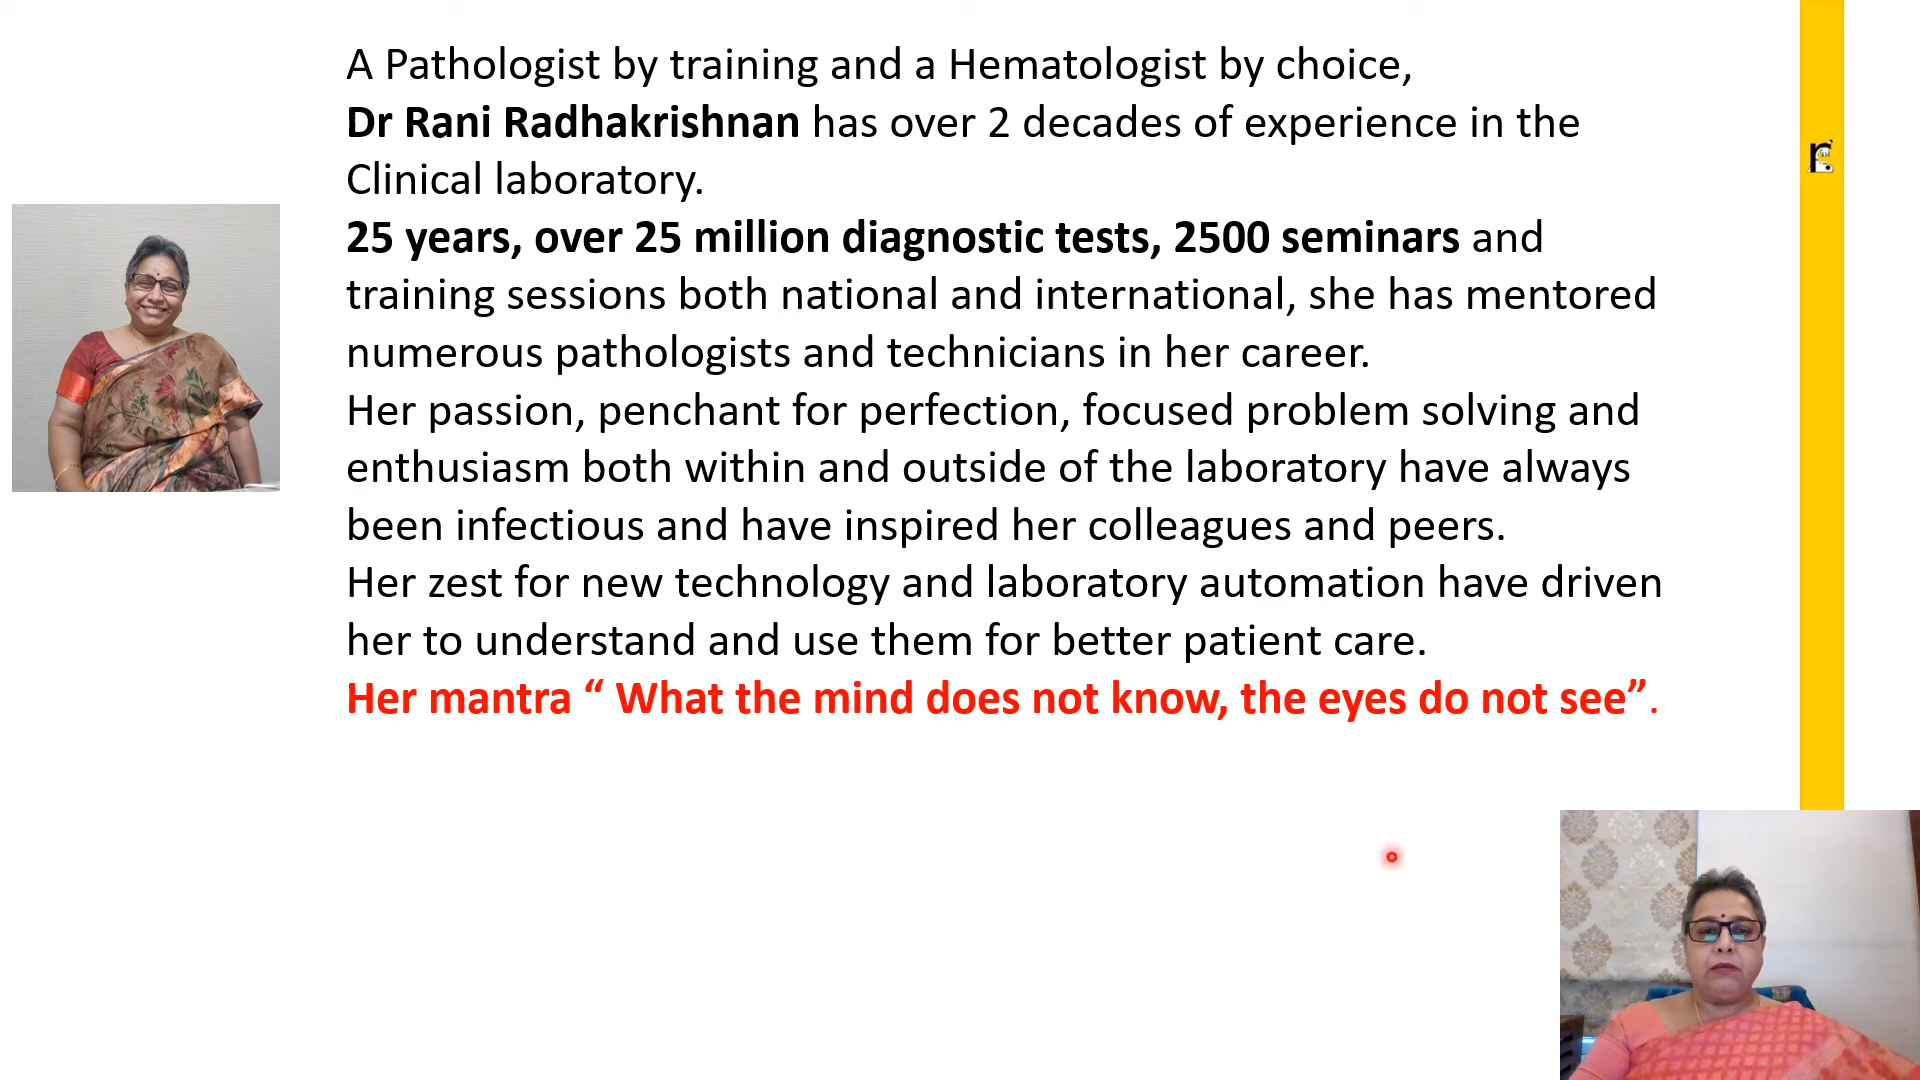 A Pathologist by training and a Hematologist by choice,
Dr Rani Radhakrishnan has over 2 decades of experience in the
Clinical laboratory.
25 years, over 25 million diagnostic tests, 2500 seminars and
training sessions both national and international, she has mentored
numerous pathologists and technicians in her career.
Her passion, penchant for perfection, focused problem solving and
enthusiasm both within and outside of the laboratory have always
been infectious and have inspired her colleagues and peers.
Her zest for new technology and laboratory automation have driven
her to understand and use them for better patient care.
Her mantra “ What the mind does not know, the eyes do not see”.